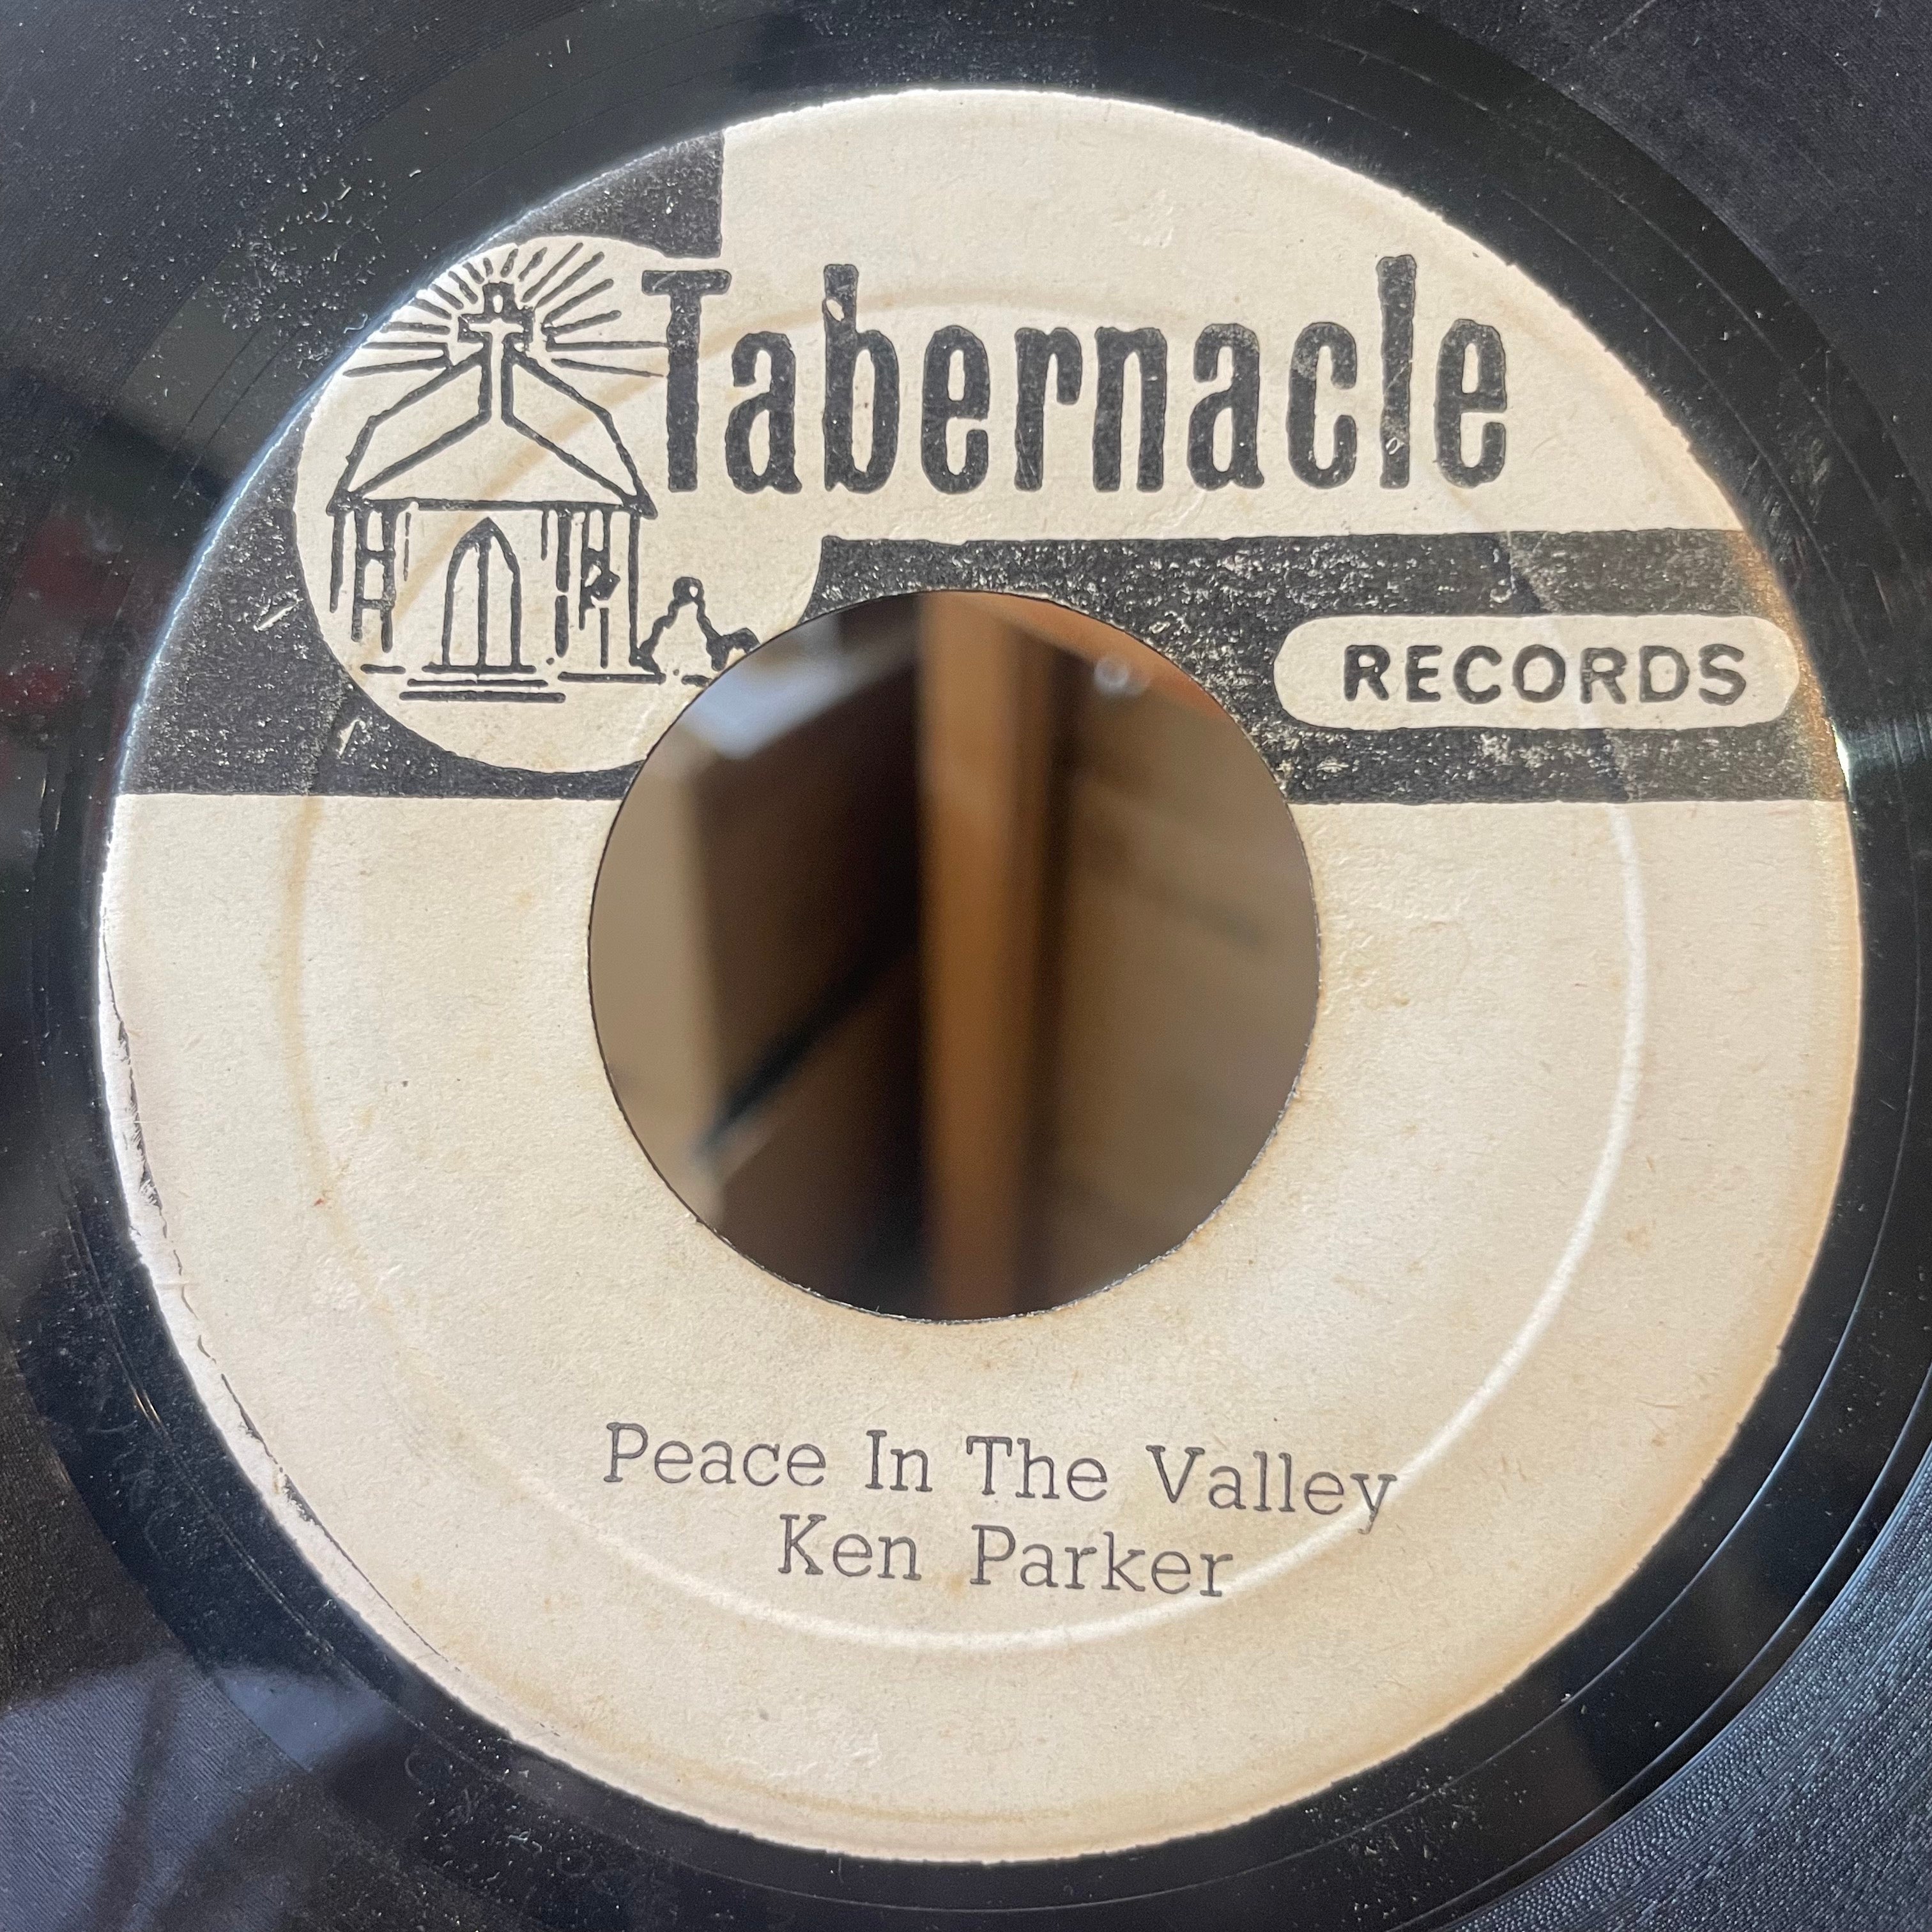 Tabernacle
RECORDS
Peace In The Valley
Ken Parker